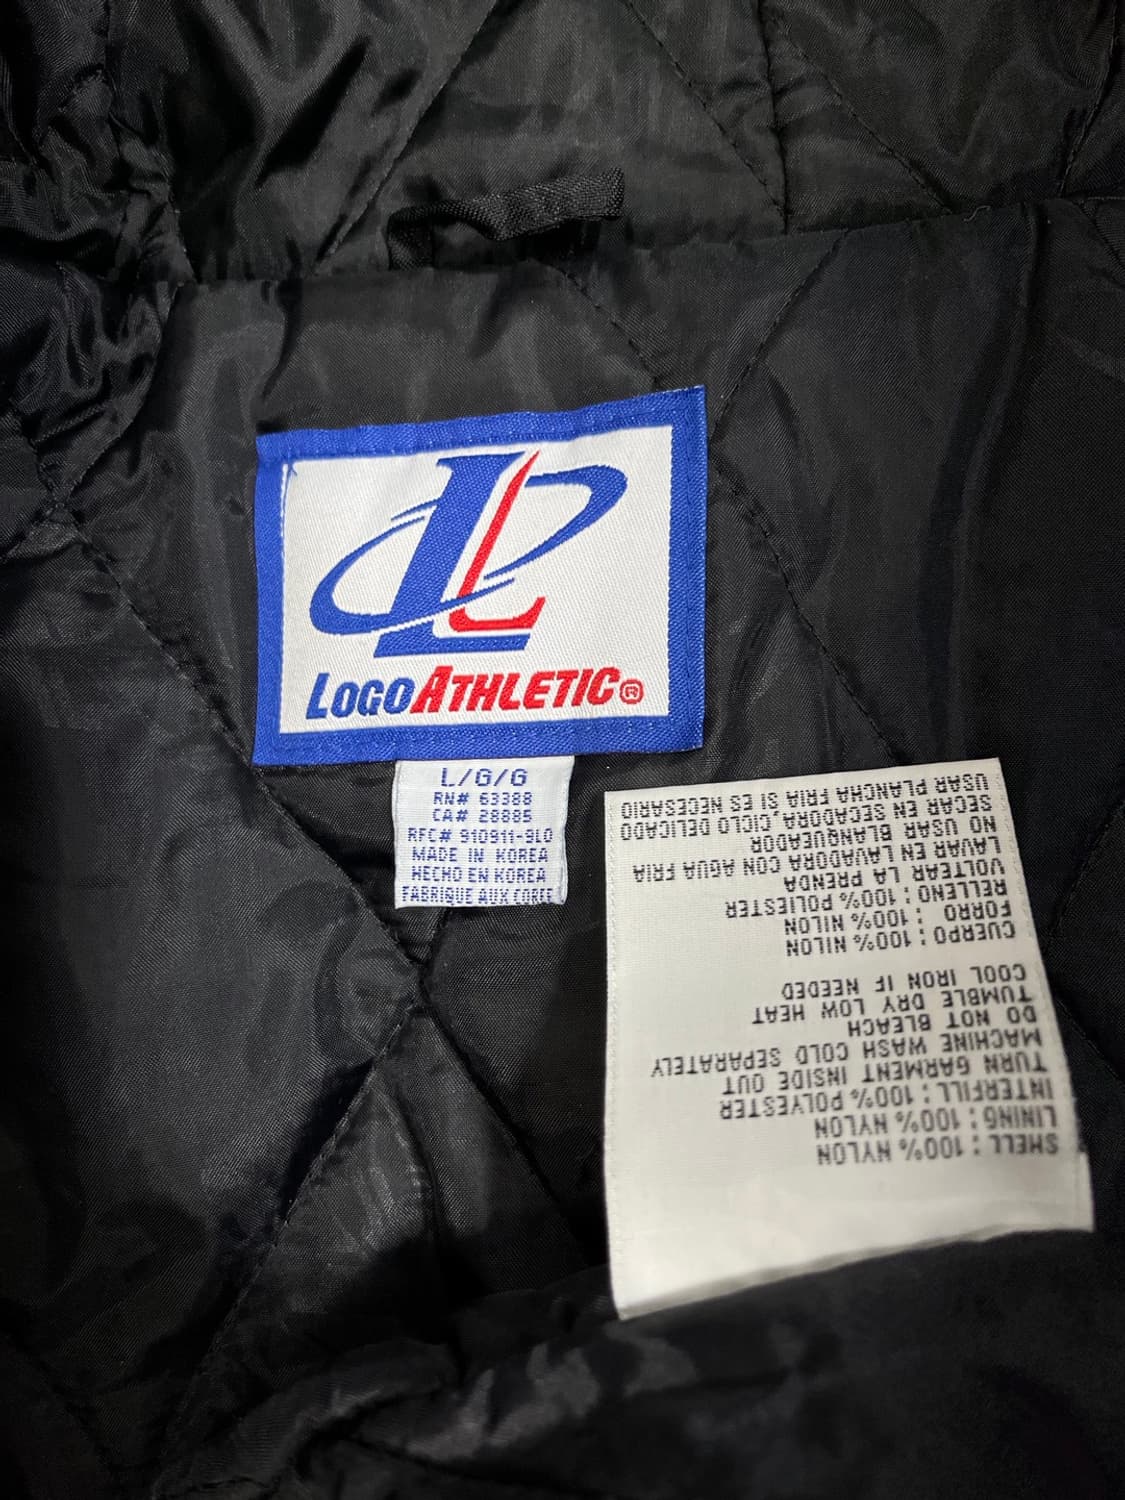 LOGOATHLETIC®
L/G/G
RN# 63388
CA# 28885
RFC# 910911-9L0
MADE IN KOREA
HECHO EN KOREA
FABRIQUE AUX COREE
SHELL : 100% NYLON
LINING : 100% NYLON
INTERFILL : 100% POLYESTER
TURN GARMENT INSIDE OUT
MACHINE WASH COLD SEPARATELY
DO NOT BLEACH
TUMBLE DRY LOW HEAT
COOL IRON IF NEEDED
CUERPO : 100% NILON
FORRO : 100% NILON
RELLENO : 100% POLIESTER
VOLTEAR LA PRENDA
LAVAR EN LAVADORA CON AGUA FRIA
NO USAR BLANQUEADOR
SECAR EN SECADORA, CICLO DELICADO
USAR PLANCHA FRIA SI ES NECESARIO